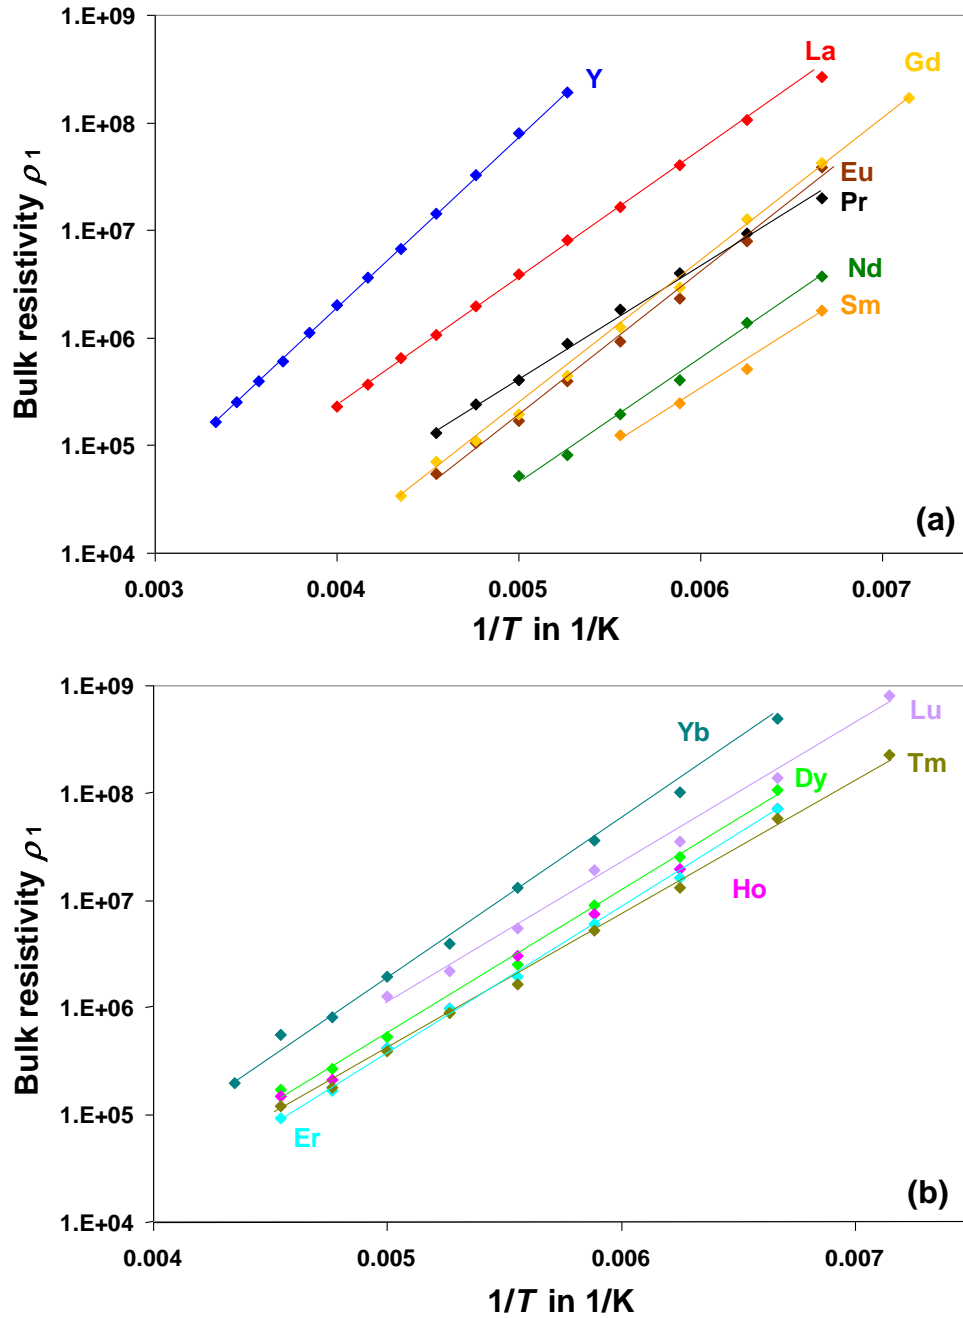 1.E+09
La
Gd
Y
1.E+08
Eu
Pr
1.E+07
Nd
Sm
1.E+06
1.E+05
(a)
1.E+04
0.003 0.004 0.005 0.006 0.007
1/T in 1/K
Bulk resistivity ρ1
1.E+09
Lu
Yb
Tm
Dy
1.E+08
1.E+07
Ho
1.E+06
1.E+05
Er
(b)
1.E+04
0.004 0.005 0.006 0.007
1/T in 1/K
Bulk resistivity ρ1